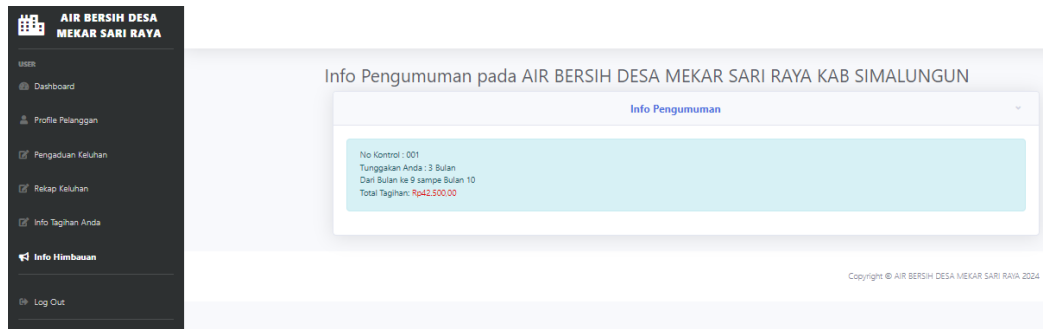 AIR BERSIH DESA
MEKAR SARI RAYA
USER
Dashboard
Profile Pelanggan
Pengaduan Keluhan
Rekap Keluhan
Info Tagihan Anda
Info Himbauan
Log Out
Info Pengumuman pada AIR BERSIH DESA MEKAR SARI RAYA KAB SIMALUNGUN
Info Pengumuman
No Kontrol : 001
Tunggakan Anda : 3 Bulan
Dari Bulan ke 9 sampe Bulan 10
Total Tagihan: Rp42.500,00
Copyright © AIR BERSIH DESA MEKAR SARI RAYA 2024